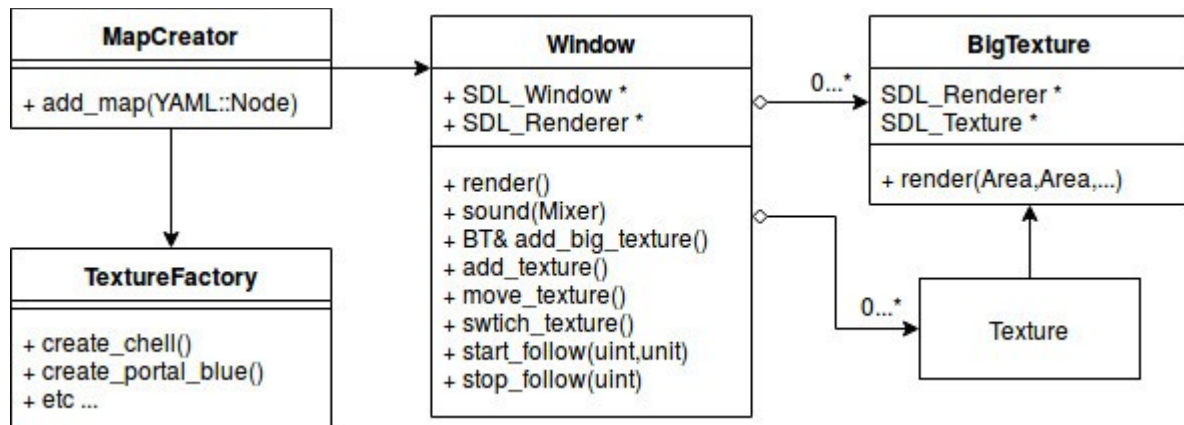 MapCreator
+ add_map(YAML::Node)
TextureFactory
+ create_chell()
+ create_portal_blue()
+ etc ...
Window
+ SDL_Window *
+ SDL_Renderer *
+ render()
+ sound(Mixer)
+ BT& add_big_texture()
+ add_texture()
+ move_texture()
+ swtich_texture()
+ start_follow(uint,unit)
+ stop_follow(uint)
0...*
BigTexture
SDL_Renderer *
SDL_Texture *
+ render(Area,Area,...)
0...*
Texture